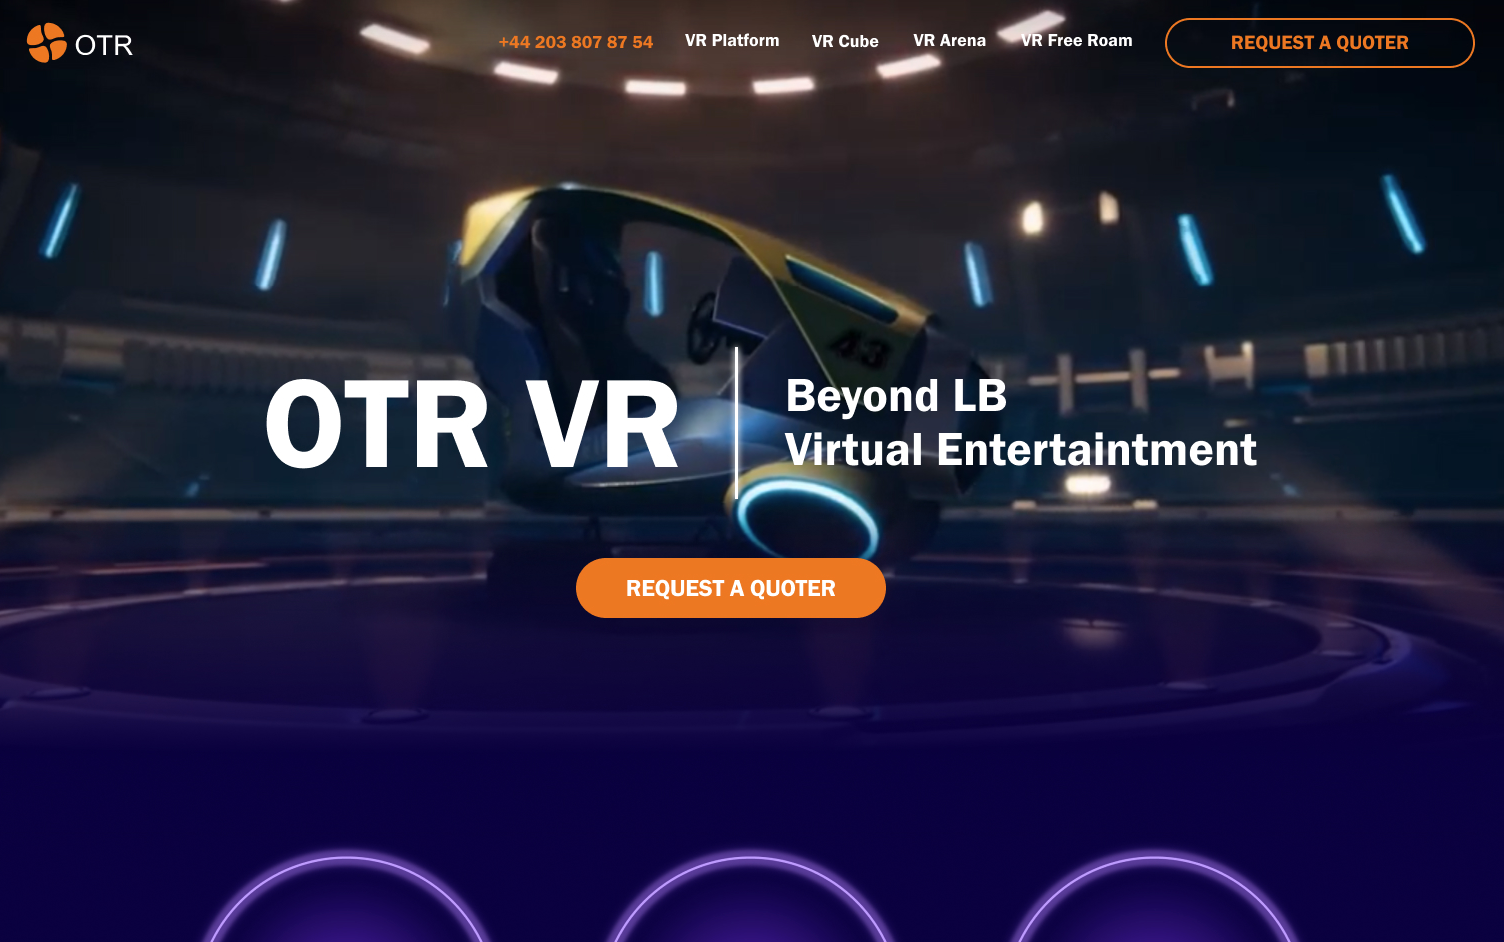 OTR
+44 203 807 87 54
VR Platform
VR Cube
VR Arena
VR Free Roam
REQUEST A QUOTER
43
OTR VR
Beyond LB
Virtual Entertaintment
REQUEST A QUOTER